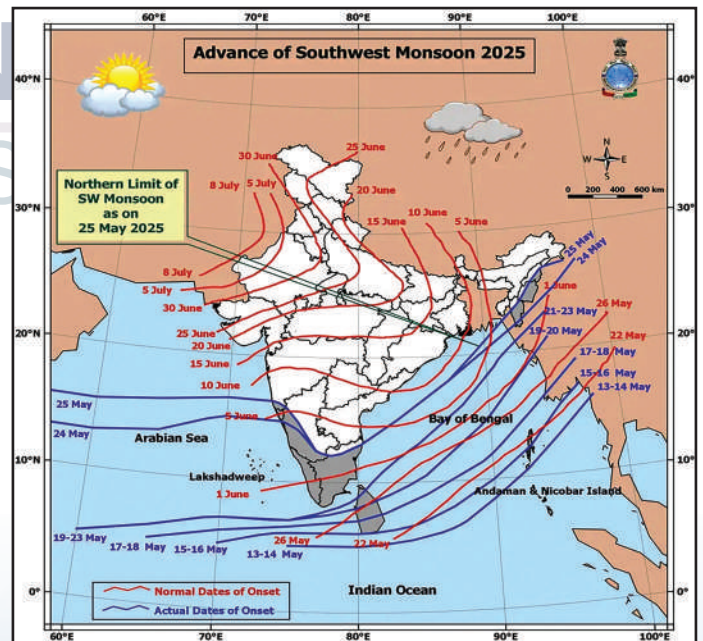 60°E
70°E
80°E
90°E
100°E
Advance of Southwest Monsoon 2025
40°N
40°N
N
W
E
S
0 200 400 600 km
30 June
25 June
8 July
5 July
20 June
Northern Limit of
SW Monsoon
as on
25 May 2025
15 June
10 June
5 June
30°N
30°N
25 May
24 May
8 July
5 July
30 June
1 June
26 May
21-23 May
19-20 May
22 May
25 June
20 June
15 June
10 June
20°N
20°N
17-18 May
15-16 May
13-14 May
25 May
5 June
Bay of Bengal
24 May
Arabian Sea
10°N
10°N
Lakshadweep
1 June
Andaman & Nicobar Island
19-23 May
17-18 May
15-16 May
13-14 May
26 May
22 May
0°
0°
Indian Ocean
Normal Dates of Onset
Actual Dates of Onset
60°E
70°E
80°E
90°E
100°E